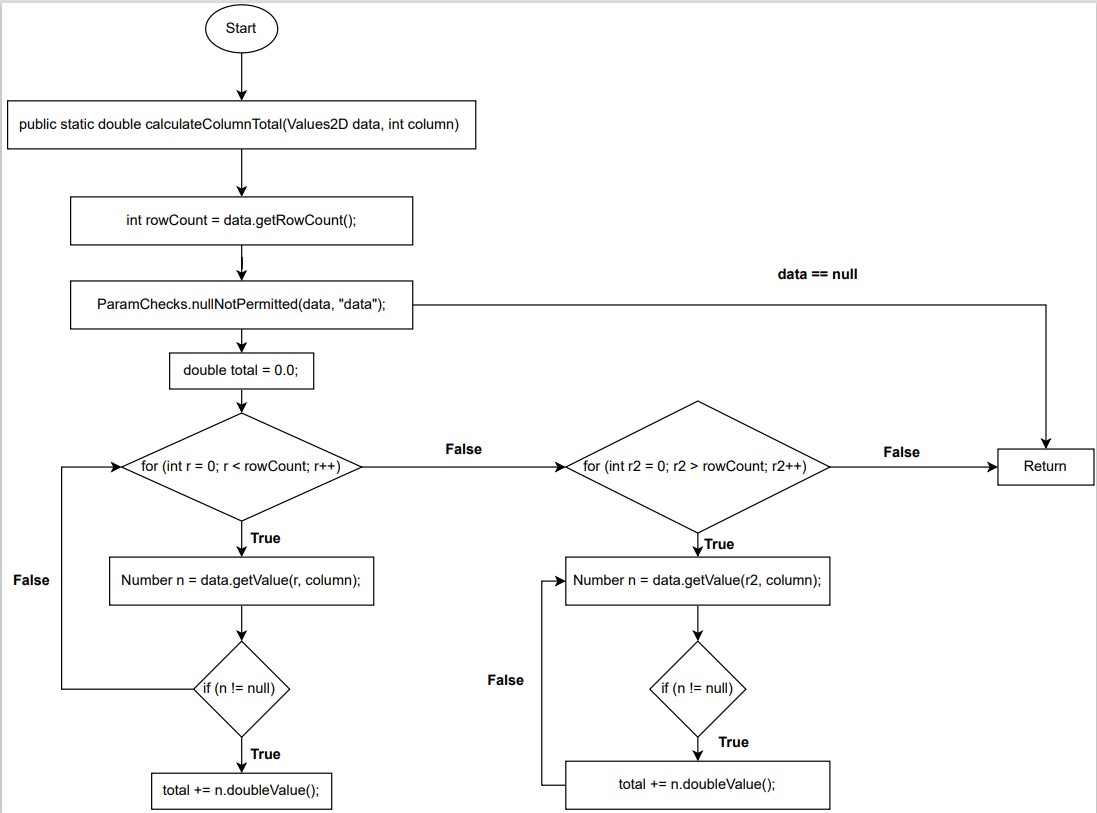 Start
public static double calculateColumnTotal(Values2D data, int column)
int rowCount = data.getRowCount();
data == null
ParamChecks.nullNotPermitted(data, "data");
double total = 0.0;
for (int r = 0; r < rowCount; r++)
False
for (int r2 = 0; r2 > rowCount; r2++)
False
Return
True
True
False
Number n = data.getValue(r, column);
Number n = data.getValue(r2, column);
if (n != null)
False
if (n != null)
True
True
total += n.doubleValue();
total += n.doubleValue();